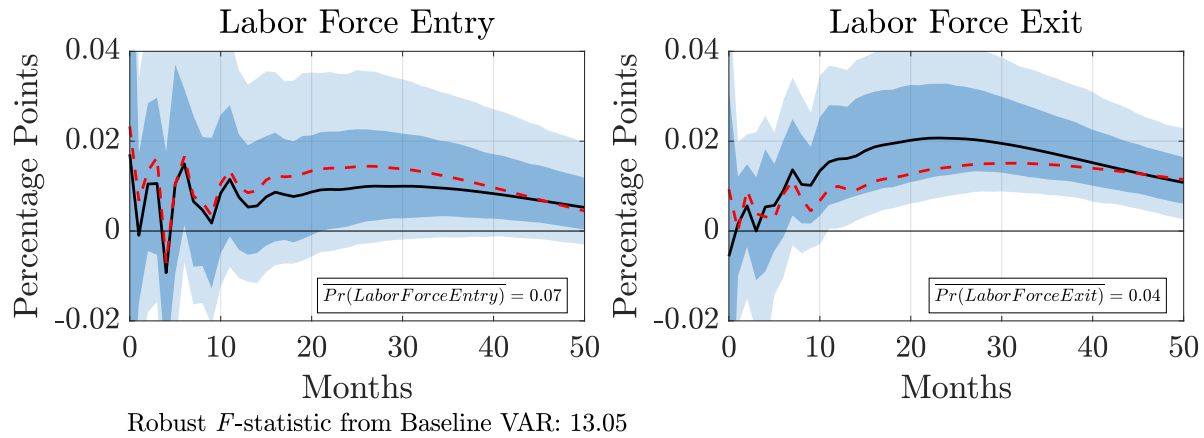 Labor Force Entry
Percentage Points
0.04
0.02
0
-0.02
Pr(LaborForceEntry) = 0.07
0 10 20 30 40 50
Months
Labor Force Exit
Percentage Points
0.04
0.02
0
-0.02
Pr(LaborForceExit) = 0.04
0 10 20 30 40 50
Months
Robust F-statistic from Baseline VAR: 13.05